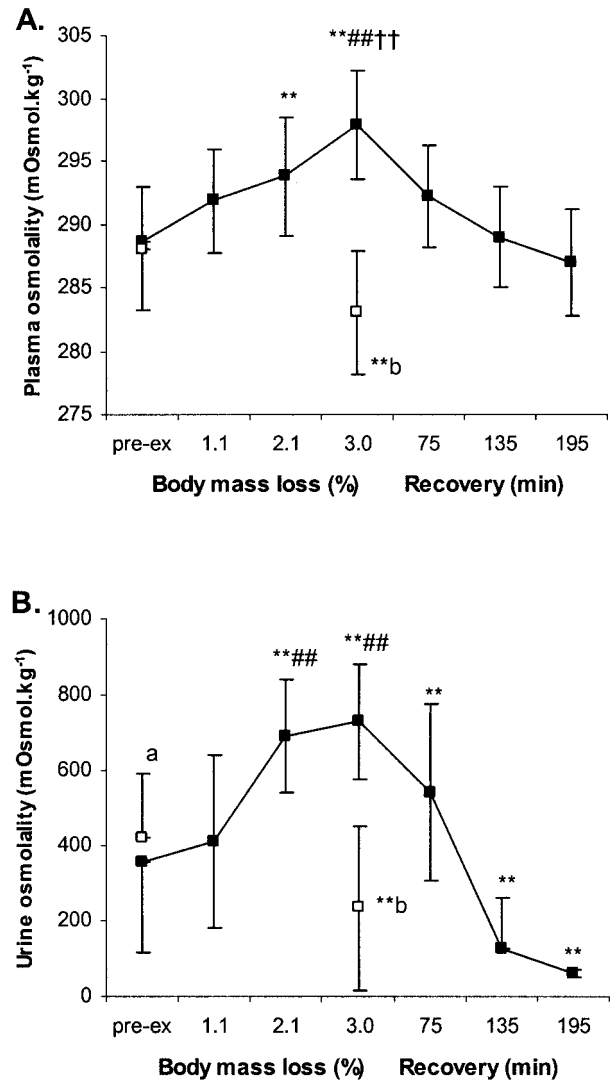 A.
Plasma osmolality (mOsmol.kg-1)
305
300
295
290
285
280
275
**
**##††
**b
pre-ex 1.1 2.1 3.0 75 135 195
Body mass loss (%) Recovery (min)
B.
Urine osmolality (mOsmol.kg-1)
1000
800
600
400
200
0
a
**##
**##
**
**b
**
**
pre-ex 1.1 2.1 3.0 75 135 195
Body mass loss (%) Recovery (min)